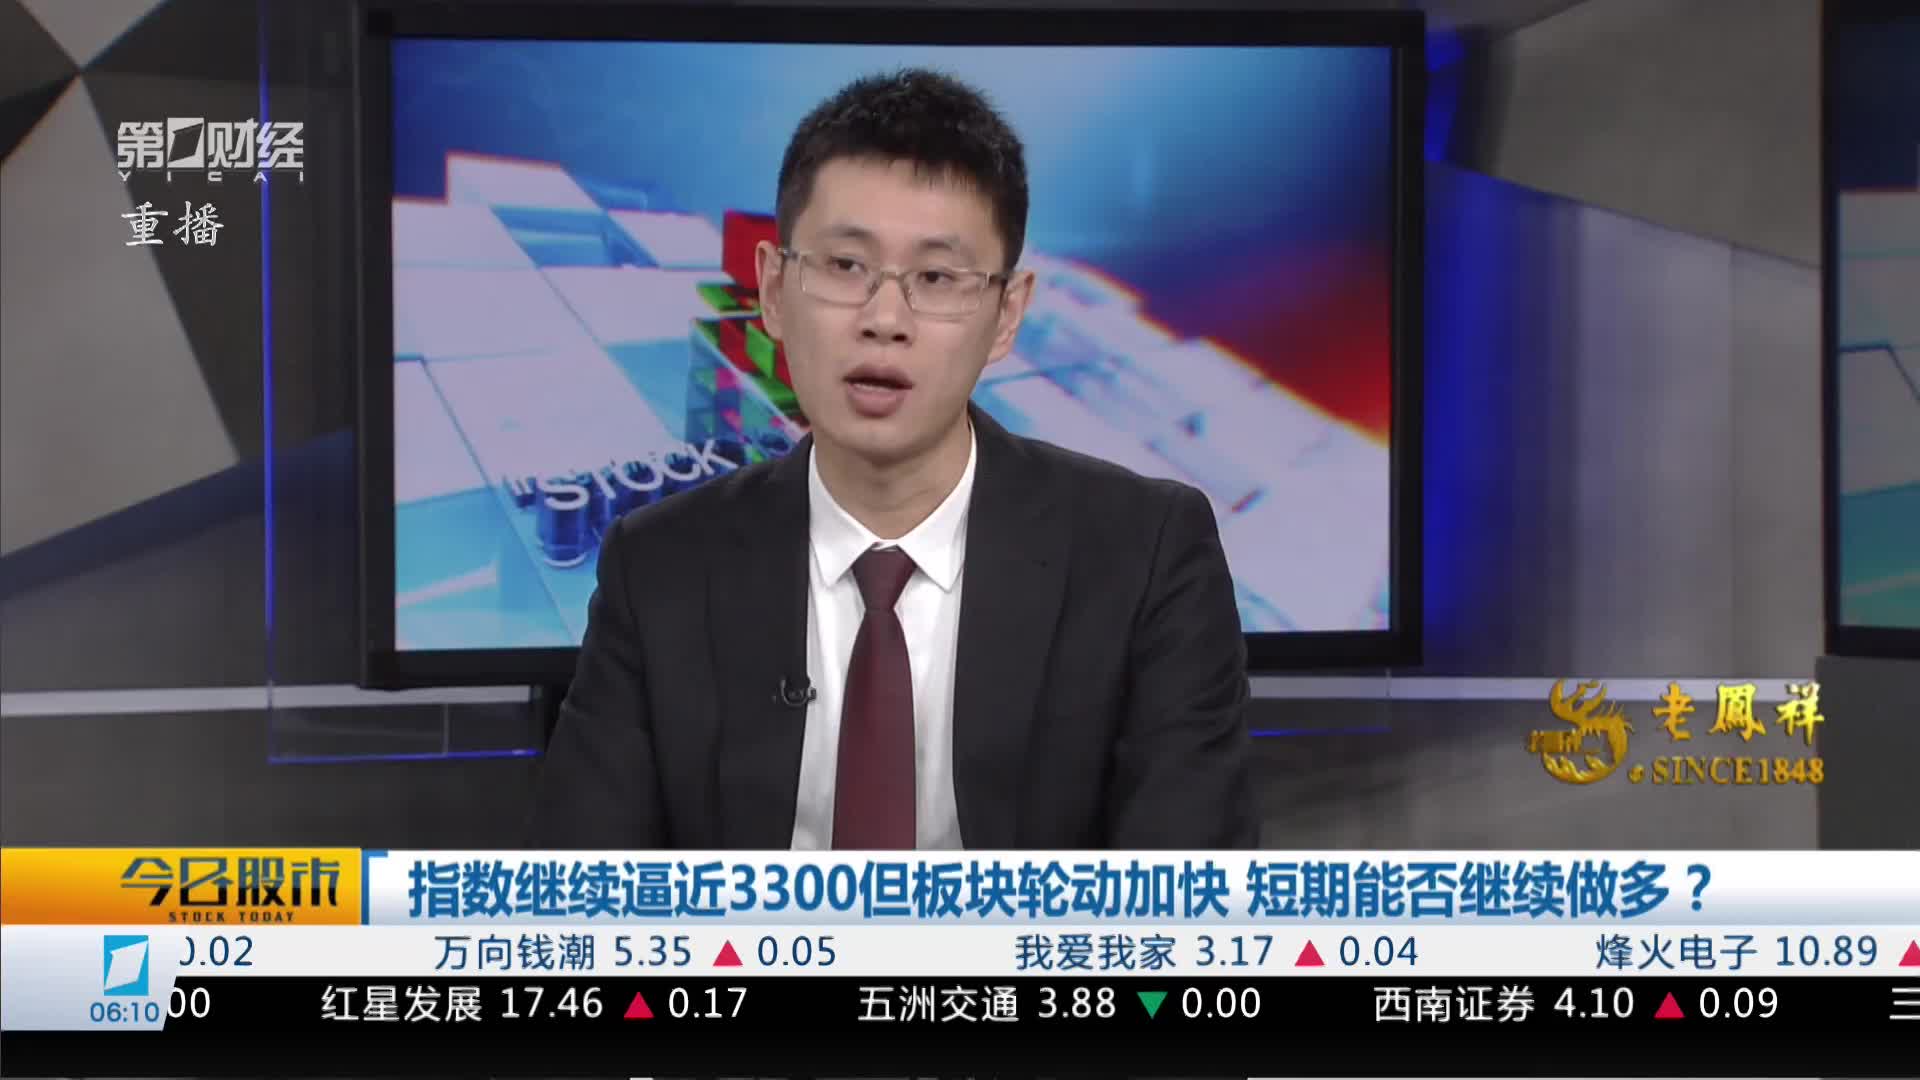 第1财经
YICAI
重播
STOCK
老鳳祥
SINCE1848
今日股市
STOCK TODAY
指数继续逼近3300但板块轮动加快 短期能否继续做多？
0.02 万向钱潮 5.35 ▲ 0.05 我爱我家 3.17 ▲ 0.04 烽火电子 10.89 ▲
06:10
00 红星发展 17.46 ▲ 0.17 五洲交通 3.88 ▼ 0.00 西南证券 4.10 ▲ 0.09 三